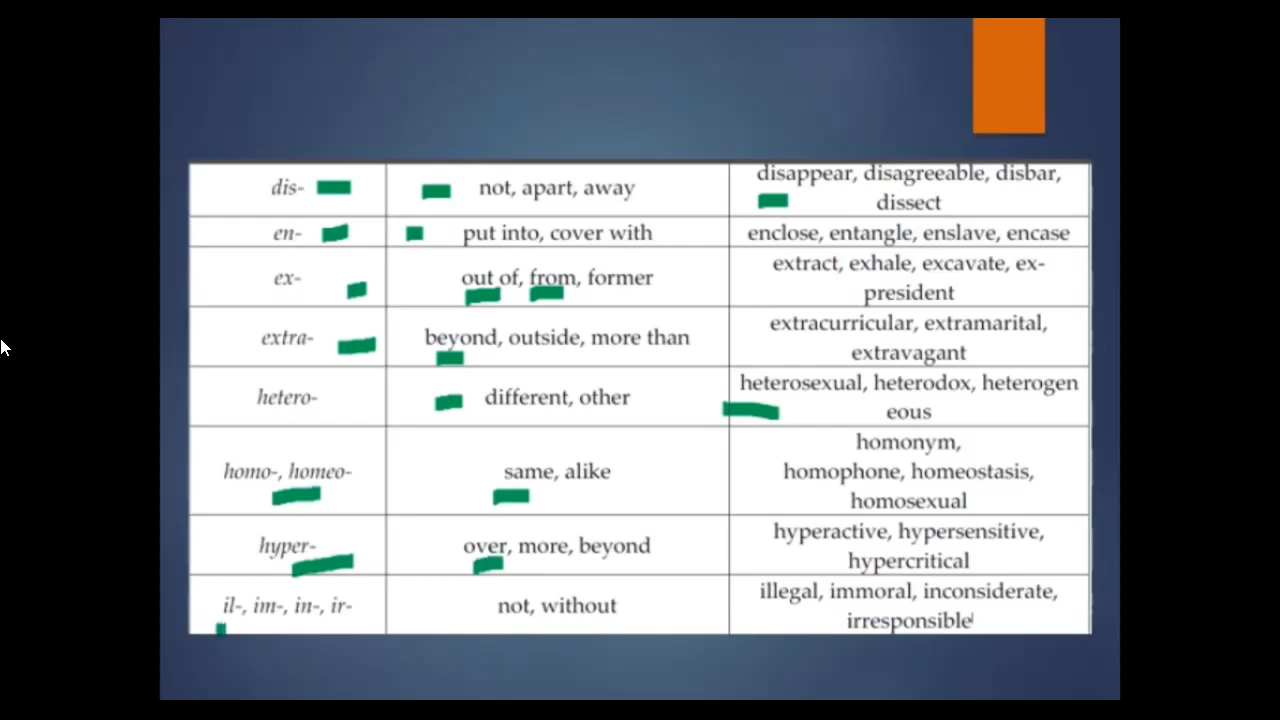 dis- not, apart, away disappear, disagreeable, disbar,
dissect
en- put into, cover with enclose, entangle, enslave, encase
ex- out of, from, former extract, exhale, excavate, ex-
president
extra- beyond, outside, more than extracurricular, extramarital,
extravagant
hetero- different, other heterosexual, heterodox, heterogen
eous
homonym,
homo-, homeo- same, alike homophone, homeostasis,
homosexual
hyper- over, more, beyond hyperactive, hypersensitive,
hypercritical
il-, im-, in-, ir- not, without illegal, immoral, inconsiderate,
irresponsible